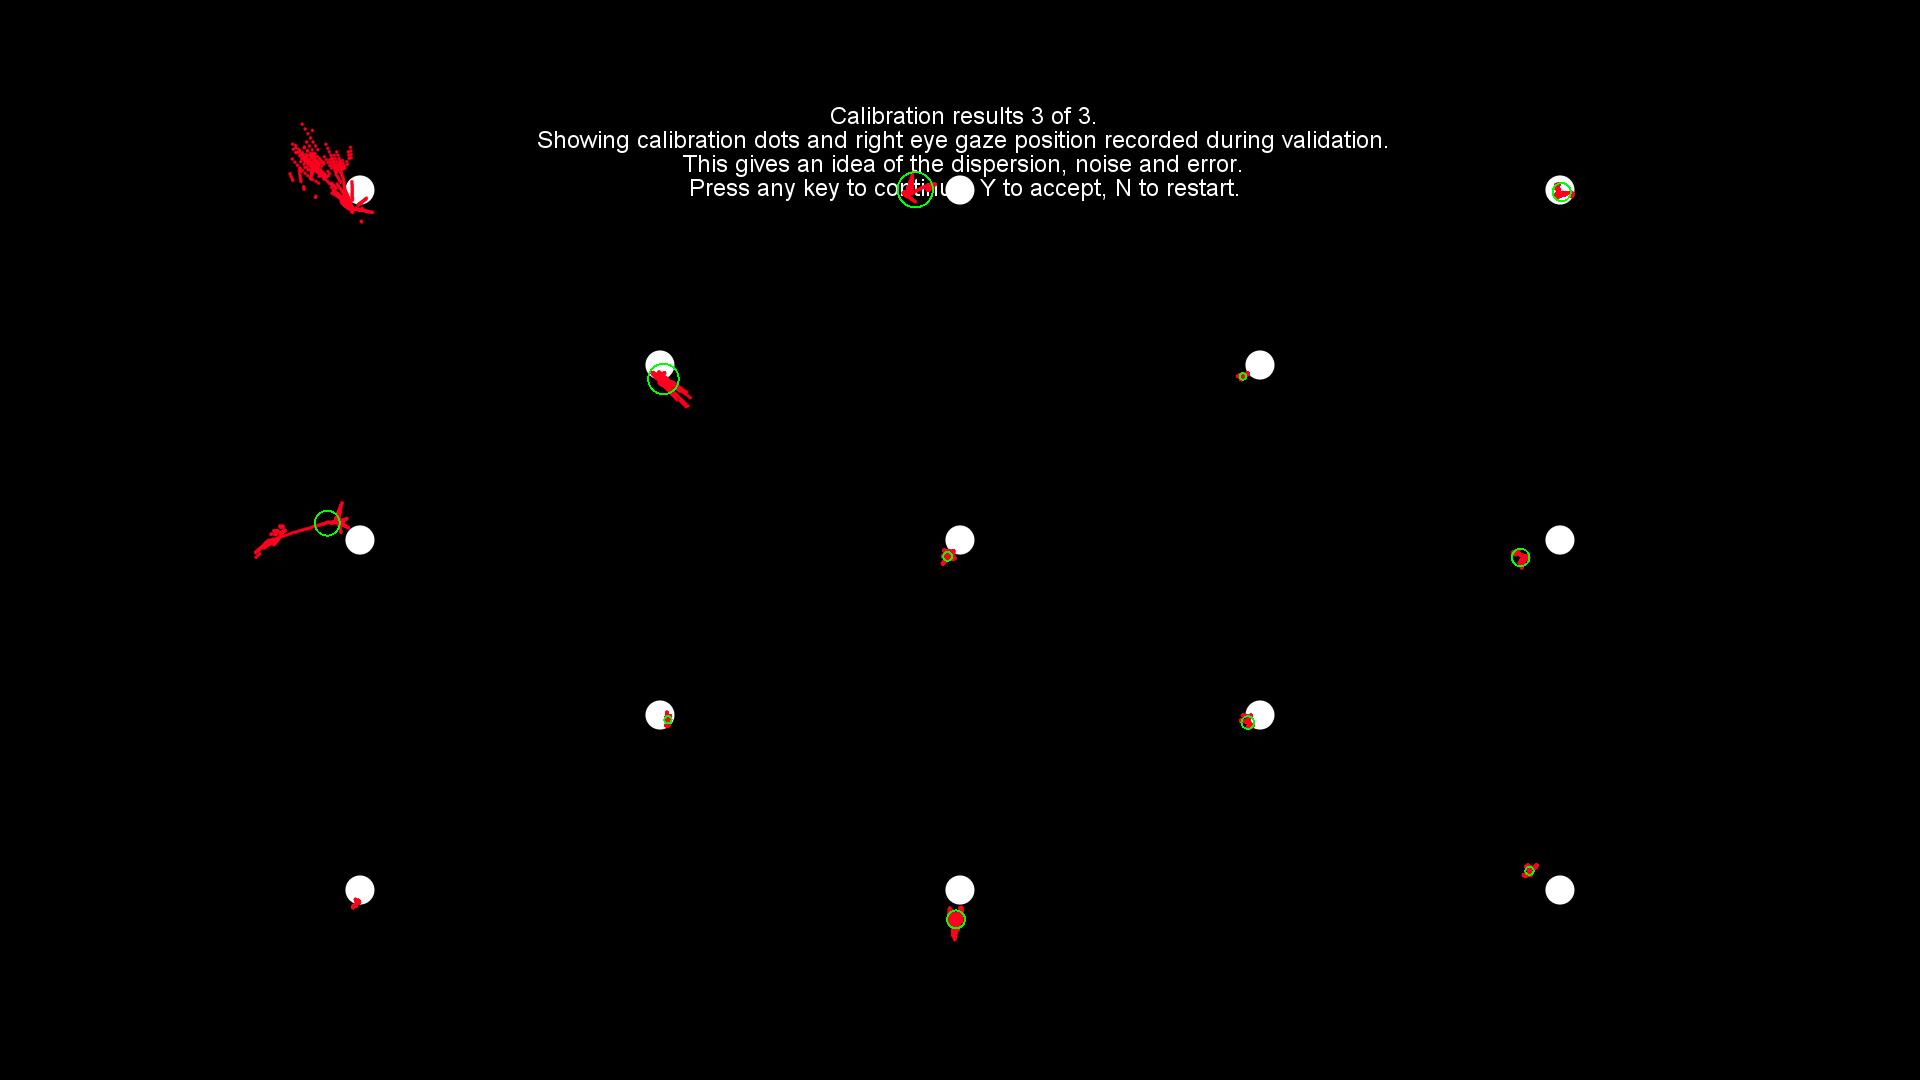 Calibration results 3 of 3.
Showing calibration dots and right eye gaze position recorded during validation.
This gives an idea of the dispersion, noise and error.
Press any key to continue. Y to accept, N to restart.